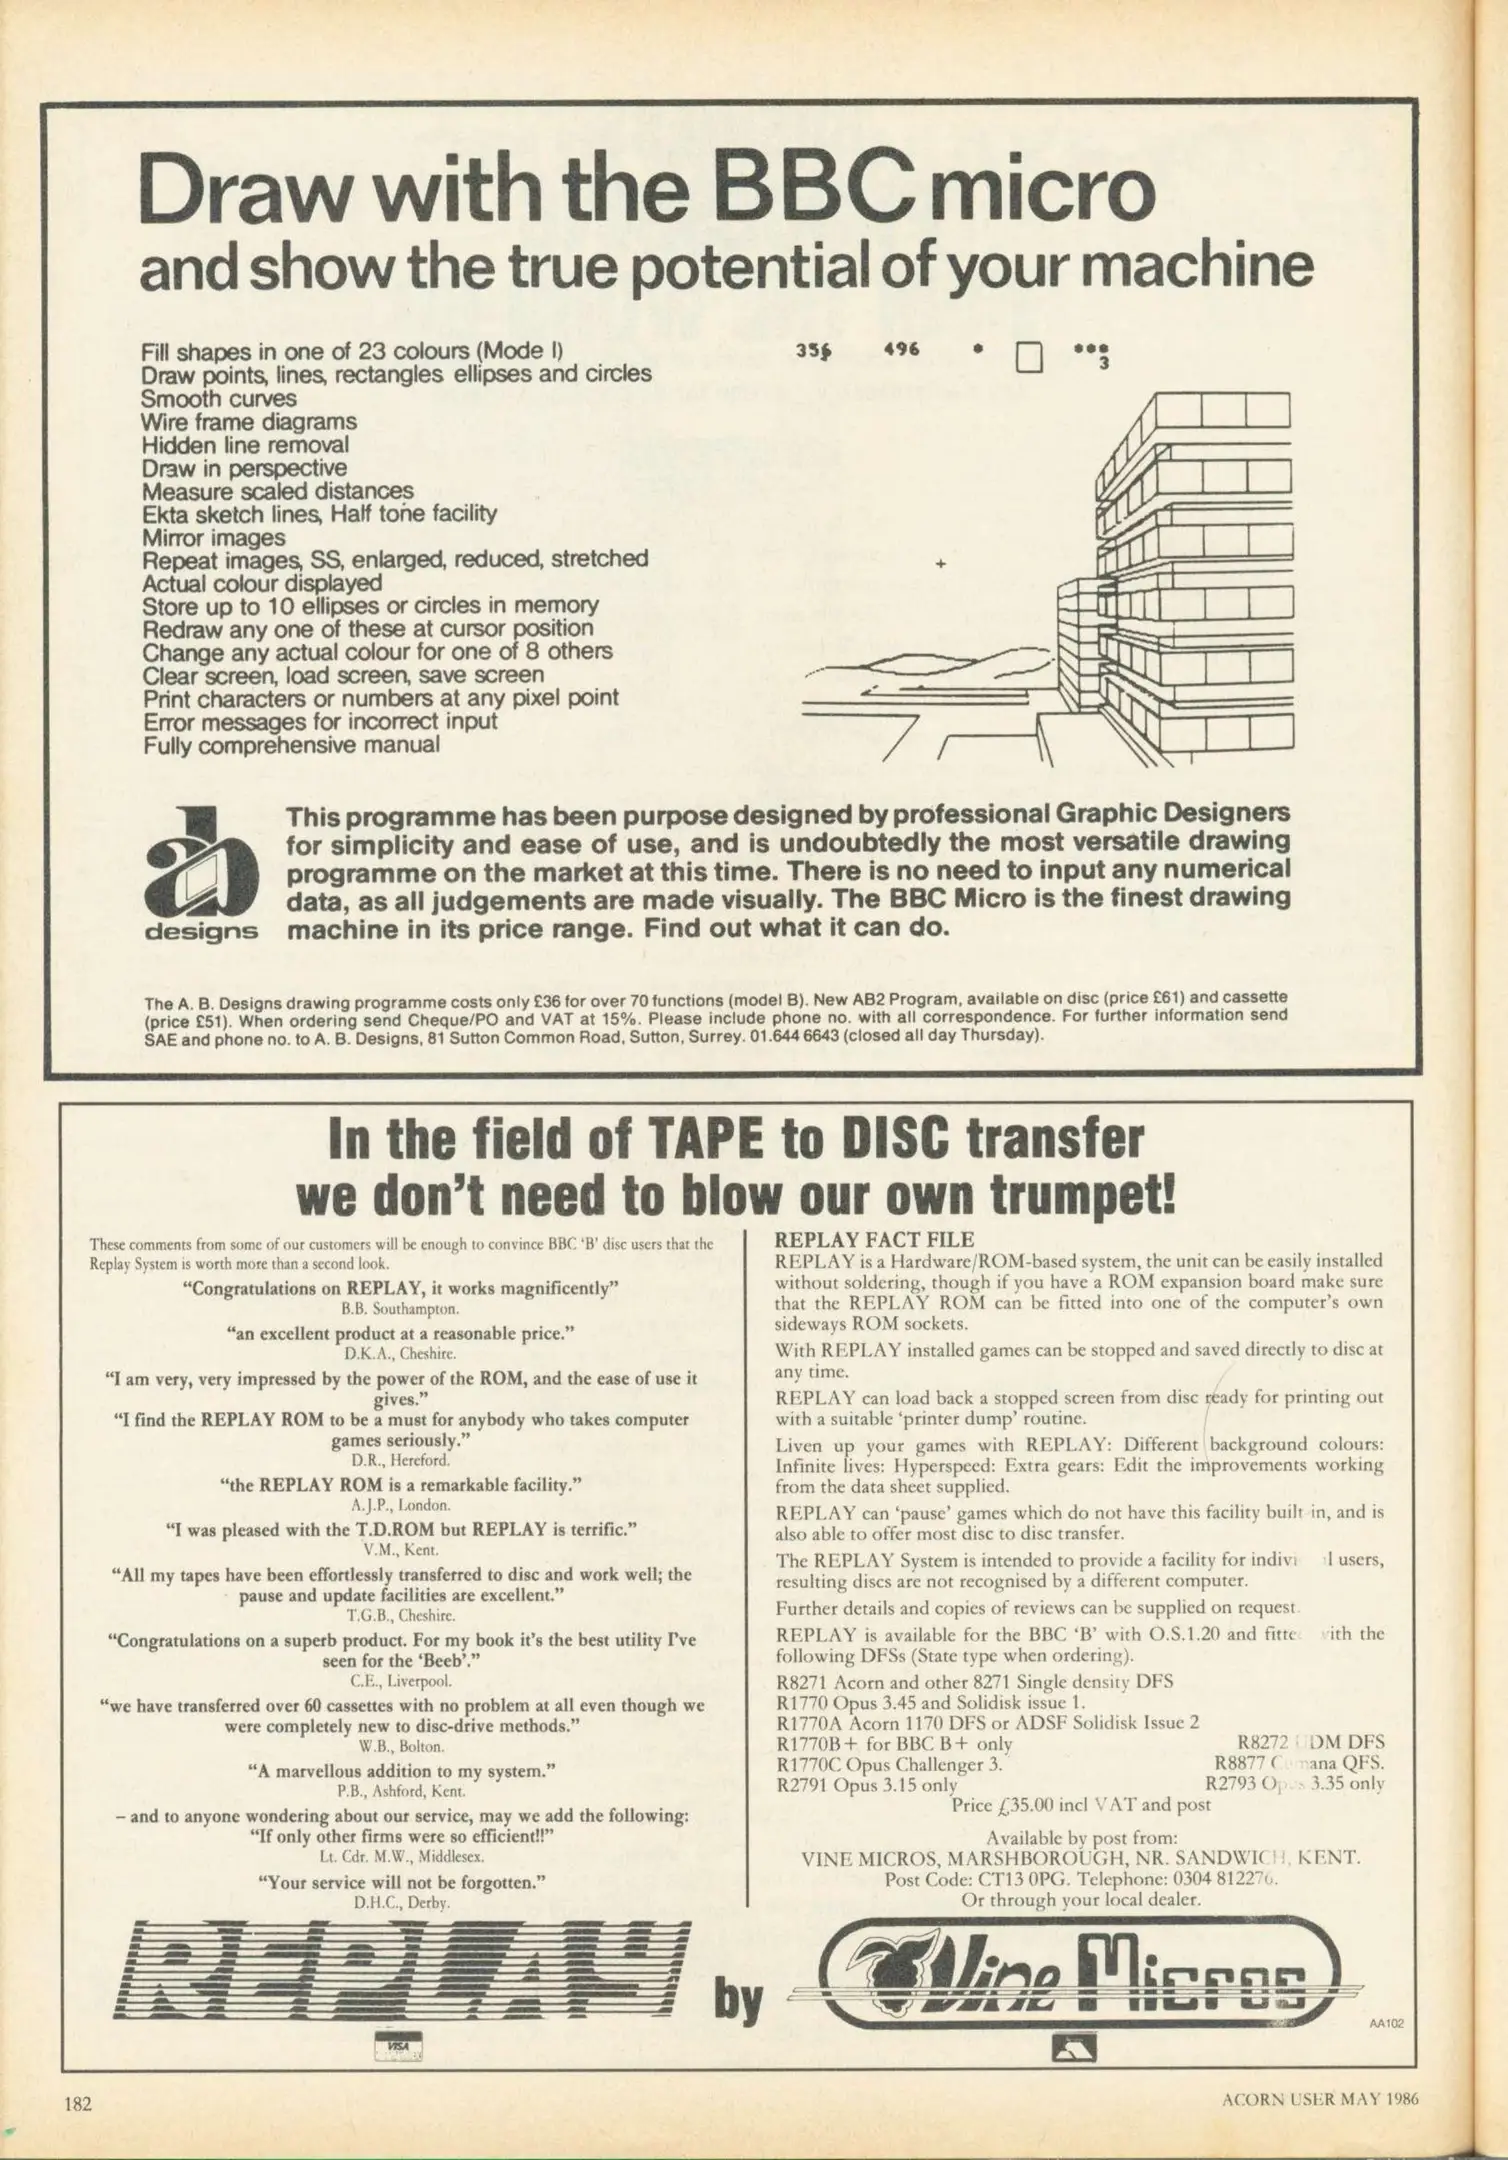 Draw with the BBC micro
and show the true potential of your machine
Fill shapes in one of 23 colours (Mode I)
Draw points, lines, rectangles ellipses and circles
Smooth curves
Wire frame diagrams
Hidden line removal
Draw in perspective
Measure scaled distances
Ekta sketch lines, Half tone facility
Mirror images
Repeat images, SS, enlarged, reduced, stretched
Actual colour displayed
Store up to 10 ellipses or circles in memory
Redraw any one of these at cursor position
Change any actual colour for one of 8 others
Clear screen, load screen, save screen
Print characters or numbers at any pixel point
Error messages for incorrect input
Fully comprehensive manual
496
3
ab
designs
This programme has been purpose designed by professional Graphic Designers
for simplicity and ease of use, and is undoubtedly the most versatile drawing
programme on the market at this time. There is no need to input any numerical
data, as all judgements are made visually. The BBC Micro is the finest drawing
machine in its price range. Find out what it can do.
The A. B. Designs drawing programme costs only £36 for over 70 functions (model B). New AB2 Program, available on disc (price £61) and cassette
(price £51). When ordering send Cheque/PO and VAT at 15%. Please include phone no. with all correspondence. For further information send
SAE and phone no. to A. B. Designs, 81 Sutton Common Road, Sutton, Surrey. 01.644 6643 (closed all day Thursday).
In the field of TAPE to DISC transfer
we don't need to blow our own trumpet!
These comments from some of our customers will be enough to convince BBC 'B' disc users that the
Replay System is worth more than a second look.
"Congratulations on REPLAY, it works magnificently"
B.B. Southampton.
"an excellent product at a reasonable price."
D.K.A., Cheshire.
"I am very, very impressed by the power of the ROM, and the ease of use it
gives."
"I find the REPLAY ROM to be a must for anybody who takes computer
games seriously."
D.R., Hereford.
"the REPLAY ROM is a remarkable facility."
A.J.P., London.
"I was pleased with the T.D.ROM but REPLAY is terrific."
V.M., Kent.
"All my tapes have been effortlessly transferred to disc and work well; the
pause and update facilities are excellent."
T.G.B., Cheshire.
"Congratulations on a superb product. For my book it's the best utility I've
seen for the 'Beeb'."
C.E., Liverpool.
"we have transferred over 60 cassettes with no problem at all even though we
were completely new to disc-drive methods."
W.B., Bolton.
"A marvellous addition to my system."
P.B., Ashford, Kent.
– and to anyone wondering about our service, may we add the following:
"If only other firms were so efficient!!"
Lt. Cdr. M.W., Middlesex.
"Your service will not be forgotten."
D.H.C., Derby.
REPLAY FACT FILE
REPLAY is a Hardware/ROM-based system, the unit can be easily installed
without soldering, though if you have a ROM expansion board make sure
that the REPLAY ROM can be fitted into one of the computer's own
sideways ROM sockets.
With REPLAY installed games can be stopped and saved directly to disc at
any time.
REPLAY can load back a stopped screen from disc ready for printing out
with a suitable 'printer dump' routine.
Liven up your games with REPLAY: Different background colours:
Infinite lives: Hyperspeed: Extra gears: Edit the improvements working
from the data sheet supplied.
REPLAY can 'pause' games which do not have this facility built in, and is
also able to offer most disc to disc transfer.
The REPLAY System is intended to provide a facility for users,
resulting discs are not recognised by a different computer.
Further details and copies of reviews can be supplied on request.
REPLAY is available for the BBC 'B' with O.S.1.20 and the
following DFSs (State type when ordering).
R8271 Acorn and other 8271 Single density DFS
R1770 Opus 3.45 and Solidisk issue 1.
R1770A Acorn 1170 DFS or ADSF Solidisk Issue 2
R1770B+ for BBC B+ only R8272 DFS
R1770C Opus Challenger 3. R8877 QFS.
R2791 Opus 3.15 only R2793 3.35 only
Price £35.00 incl VAT and post
Available by post from:
VINE MICROS, MARSHBOROUGH, NR. SANDWICH, KENT.
Post Code: CT13 0PG. Telephone: 0304 812276.
Or through your local dealer.
REPLAY
by
Vine Micros
AA102
VISA
182
ACORN USER MAY 1986